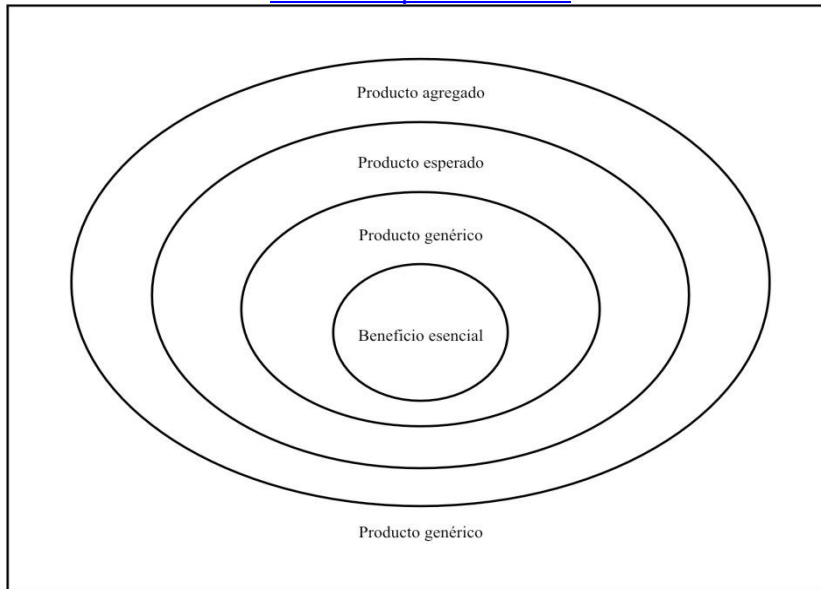 Producto agregado
Producto esperado
Producto genérico
Beneficio esencial
Producto genérico